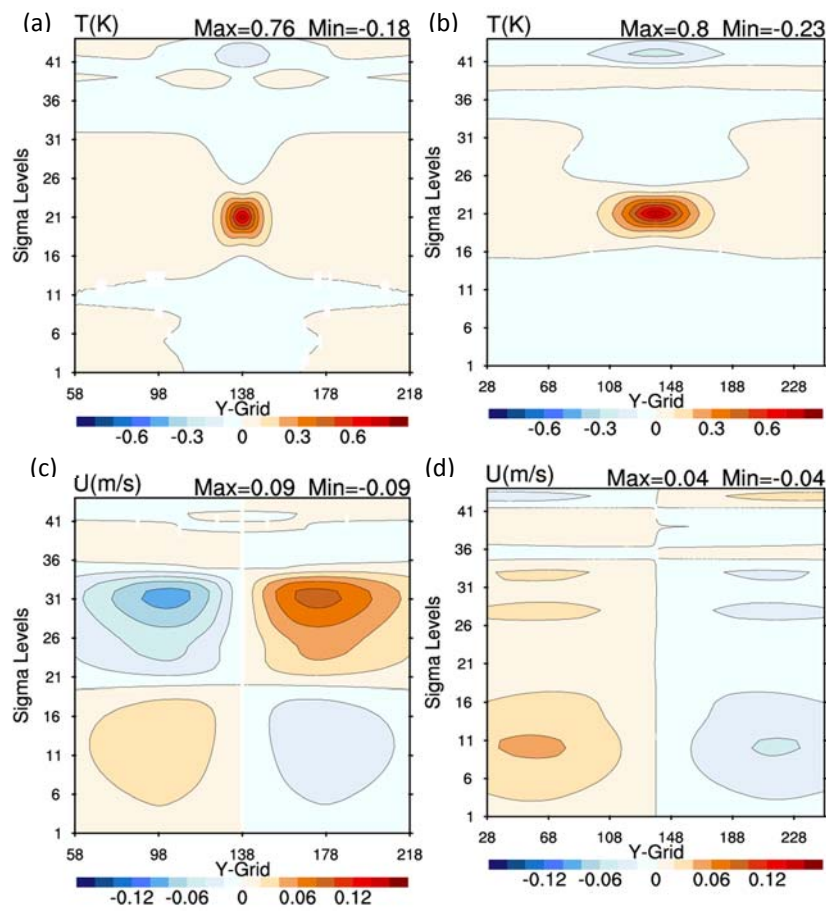 (a) T(K) Max=0.76 Min=-0.18
Sigma Levels
41
36
31
26
21
16
11
6
1
58 98 138 178 218
Y-Grid
-0.6 -0.3 0 0.3 0.6
(b) T(K) Max=0.8 Min=-0.23
Sigma Levels
41
36
31
26
21
16
11
6
1
28 68 108 148 188 228
Y-Grid
-0.6 -0.3 0 0.3 0.6
(c) U(m/s) Max=0.09 Min=-0.09
Sigma Levels
41
36
31
26
21
16
11
6
1
58 98 138 178 218
Y-Grid
-0.12 -0.06 0 0.06 0.12
(d) U(m/s) Max=0.04 Min=-0.04
Sigma Levels
41
36
31
26
21
16
11
6
1
28 68 108 148 188 228
Y-Grid
-0.12 -0.06 0 0.06 0.12